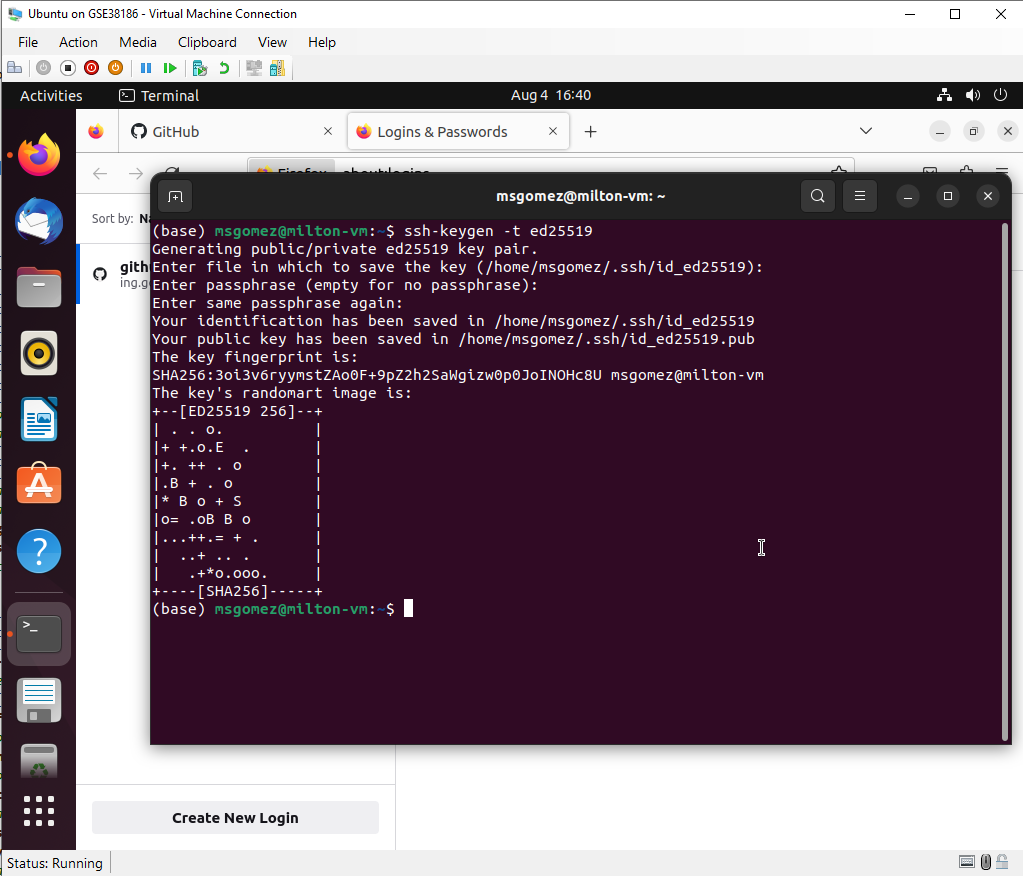 Ubuntu on GSE38186 - Virtual Machine Connection
File Action Media Clipboard View Help
Activities Terminal Aug 4 16:40
GitHub Logins & Passwords
Firefox about:logins
Sort by: Na
msgomez@milton-vm: ~
(base) msgomez@milton-vm:~$ ssh-keygen -t ed25519
Generating public/private ed25519 key pair.
Enter file in which to save the key (/home/msgomez/.ssh/id_ed25519):
Enter passphrase (empty for no passphrase):
Enter same passphrase again:
Your identification has been saved in /home/msgomez/.ssh/id_ed25519
Your public key has been saved in /home/msgomez/.ssh/id_ed25519.pub
The key fingerprint is:
SHA256:3oi3v6ryymstZAo0F+9pZ2h2SaWgizw0p0JoINOHc8U msgomez@milton-vm
The key's randomart image is:
+--[ED25519 256]--+
| . . o.          |
|+ +.o.E  .       |
|+. ++ . o        |
|.B + . o         |
|* B o + S        |
|o= .oB B o       |
|...++.= + .      |
|  ..+ .. .       |
|   .+*o.ooo.     |
+----[SHA256]-----+
(base) msgomez@milton-vm:~$
gith
ing.g
Create New Login
Status: Running